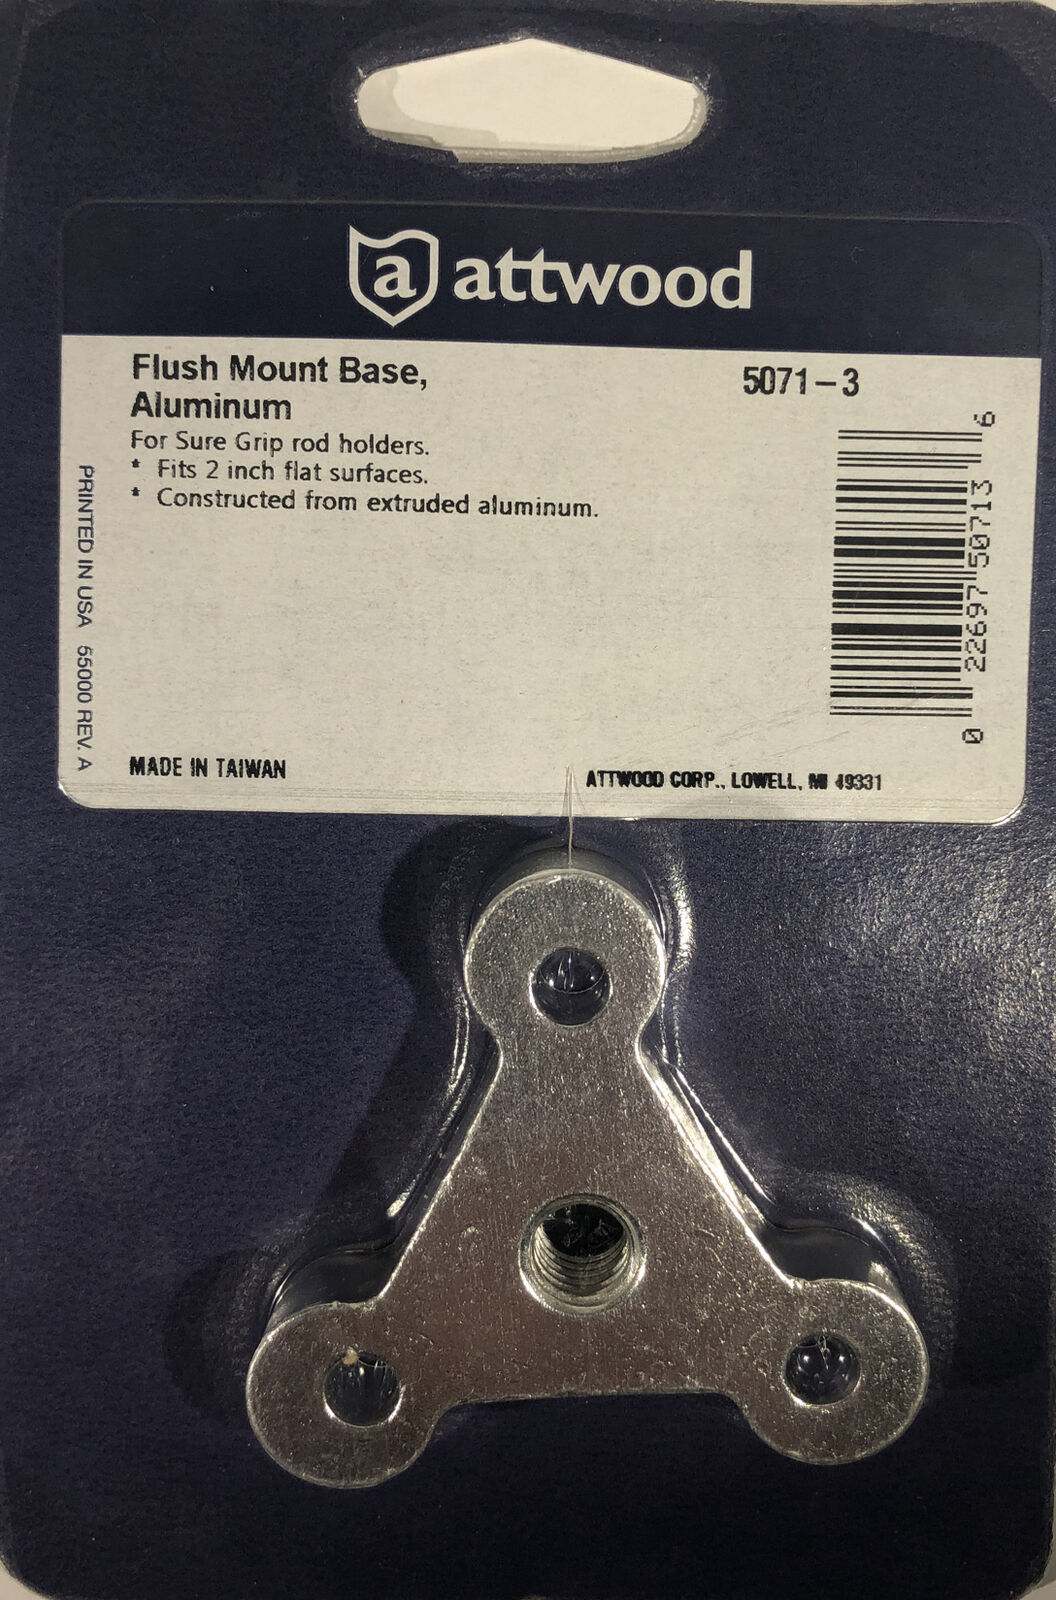 a attwood
Flush Mount Base,
Aluminum
5071-3
For Sure Grip rod holders.
* Fits 2 inch flat surfaces.
* Constructed from extruded aluminum.
PRINTED IN USA 65000 REV. A
0 22697 50713 6
MADE IN TAIWAN
ATTWOOD CORP., LOWELL, MI 49331